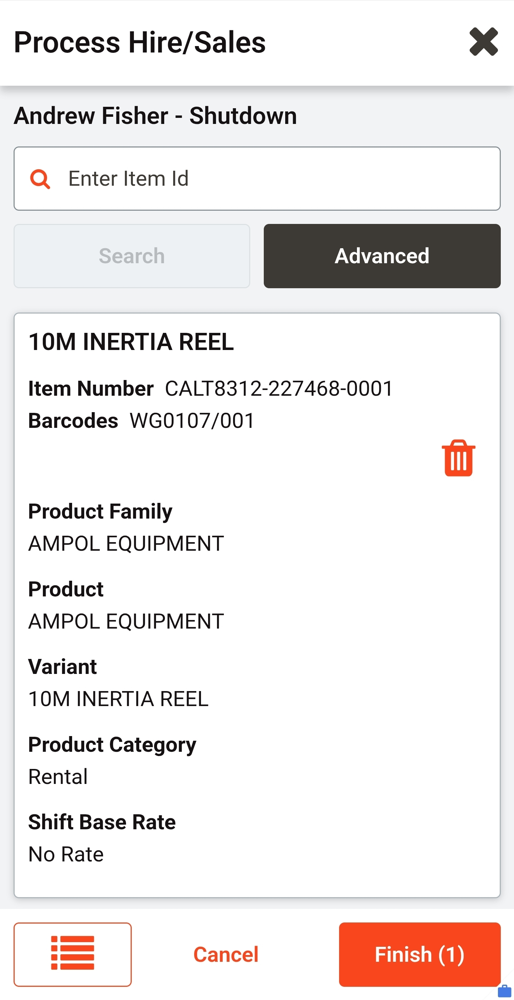 Process Hire/Sales
Andrew Fisher - Shutdown
Enter Item Id
Search
Advanced
10M INERTIA REEL
Item Number CALT8312-227468-0001
Barcodes WG0107/001
Product Family
AMPOL EQUIPMENT
Product
AMPOL EQUIPMENT
Variant
10M INERTIA REEL
Product Category
Rental
Shift Base Rate
No Rate
Cancel
Finish (1)